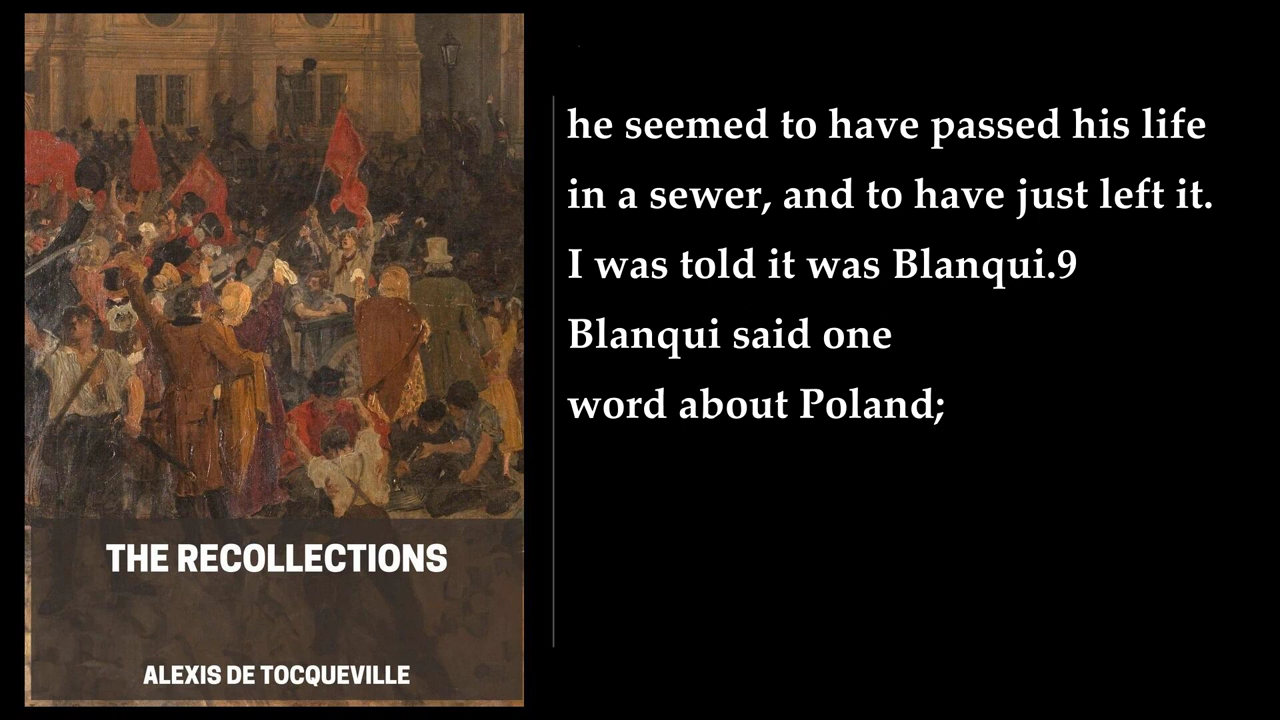 THE RECOLLECTIONS
ALEXIS DE TOCQUEVILLE
he seemed to have passed his life
in a sewer, and to have just left it.
I was told it was Blanqui.9
Blanqui said one
word about Poland;